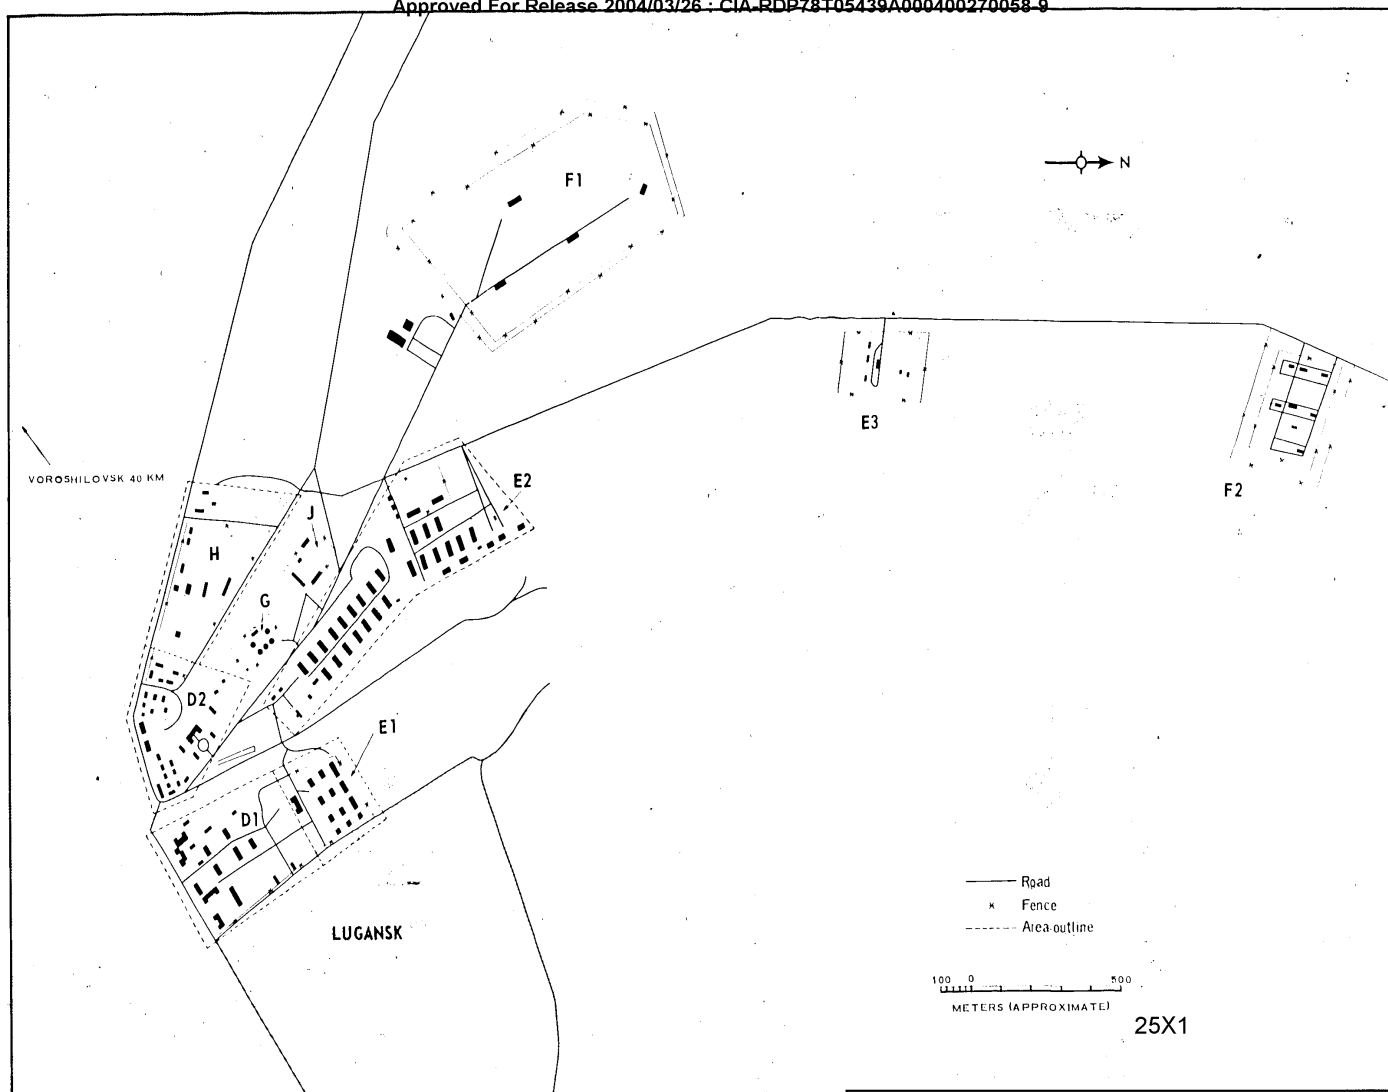 Approved For Release 2004/03/26 : CIA-RDP78T05439A000400270058-9
F1
N
E3
F2
VOROSHILOVSK 40 KM
E2
J
H
G
D2
E1
D1
LUGANSK
Road
Fence
Area outline
100 0 500
METERS (APPROXIMATE)
25X1